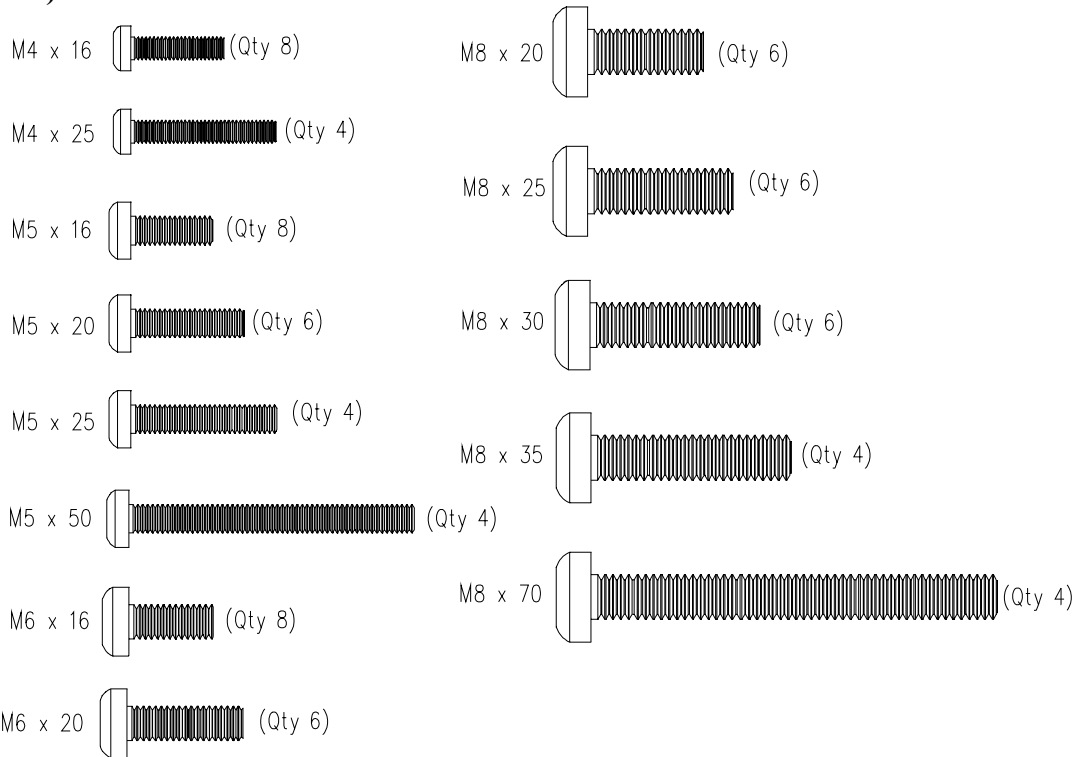 )
M4 x 16 (Qty 8)
M4 x 25 (Qty 4)
M5 x 16 (Qty 8)
M5 x 20 (Qty 6)
M5 x 25 (Qty 4)
M5 x 50 (Qty 4)
M6 x 16 (Qty 8)
M6 x 20 (Qty 6)
M8 x 20 (Qty 6)
M8 x 25 (Qty 6)
M8 x 30 (Qty 6)
M8 x 35 (Qty 4)
M8 x 70 (Qty 4)